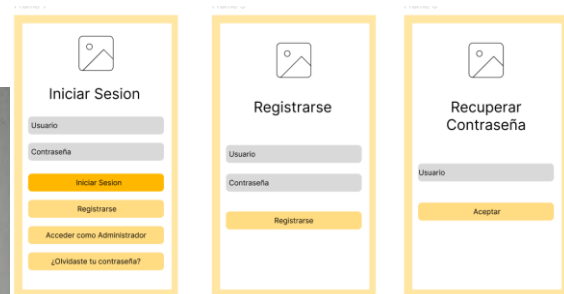 Iniciar Sesion
Usuario
Contraseña
Iniciar Sesion
Registrarse
Acceder como Administrador
¿Olvidaste tu contraseña?
Registrarse
Usuario
Contraseña
Registrarse
Recuperar
Contraseña
Usuario
Aceptar